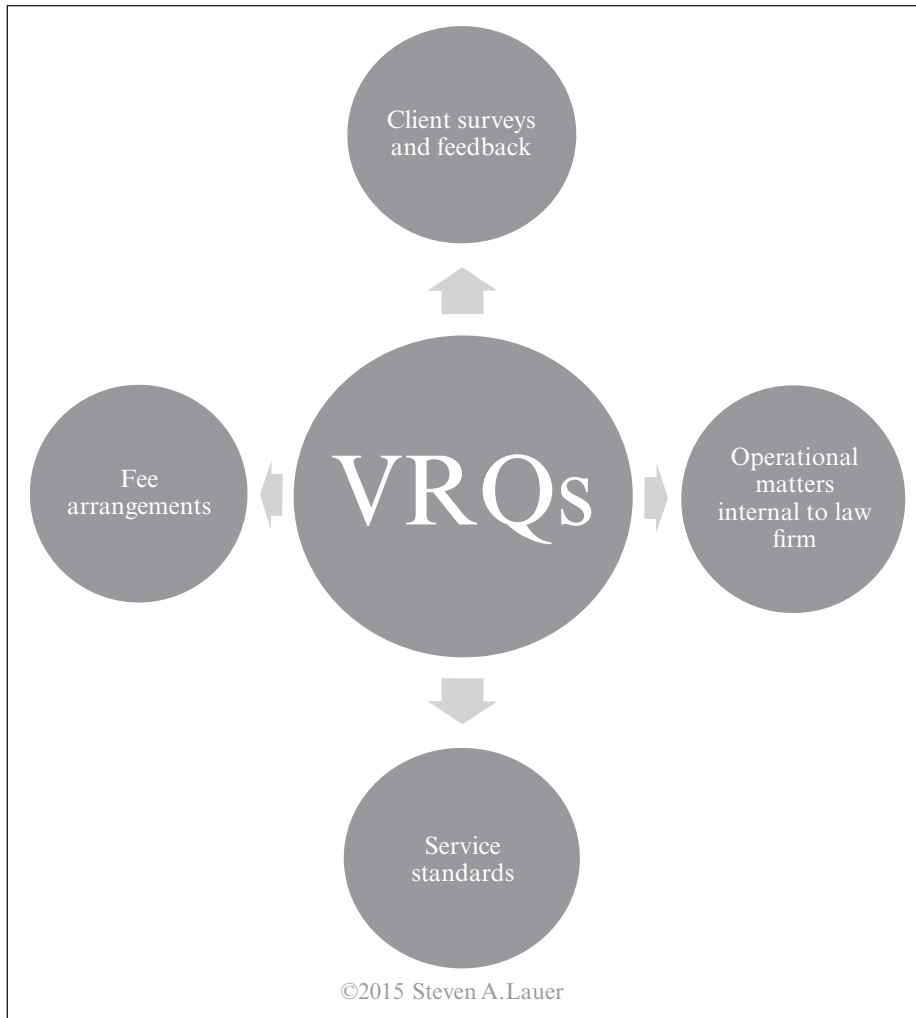 Client surveys
and feedback
Fee
arrangements
VRQs
Operational
matters
internal to law
firm
Service
standards
©2015 Steven A.Lauer